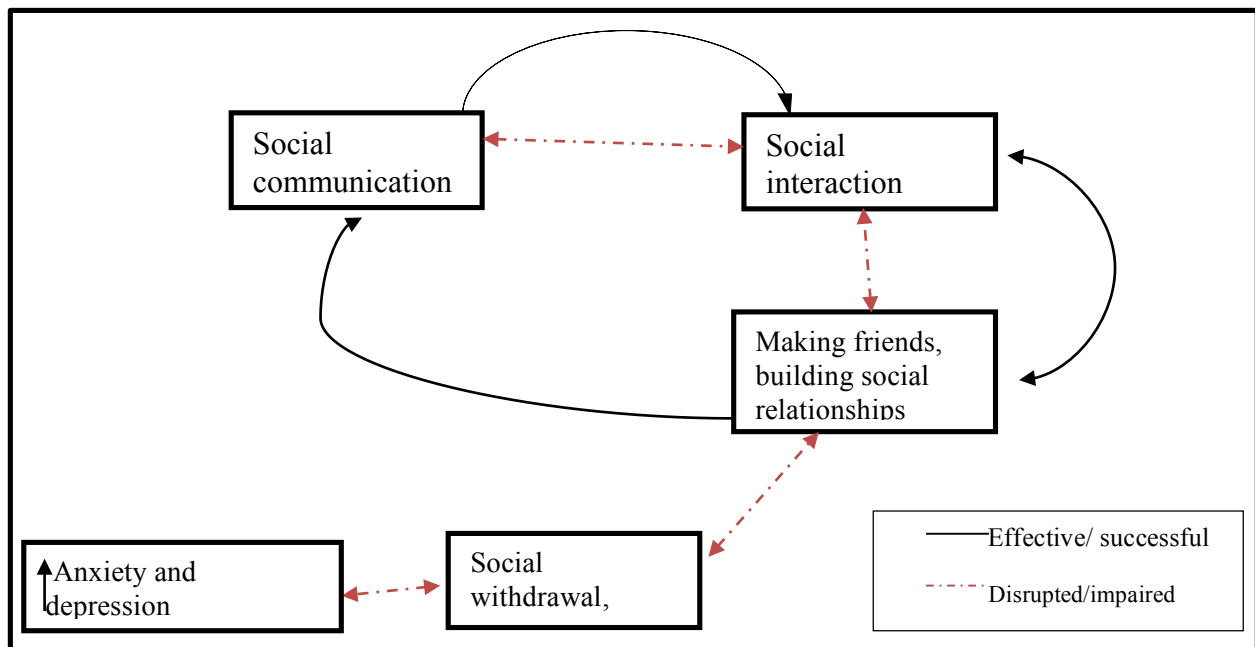 Social
communication
Social
interaction
Making friends,
building social
relationships
Anxiety and
depression
Social
withdrawal,
Effective/ successful
Disrupted/impaired